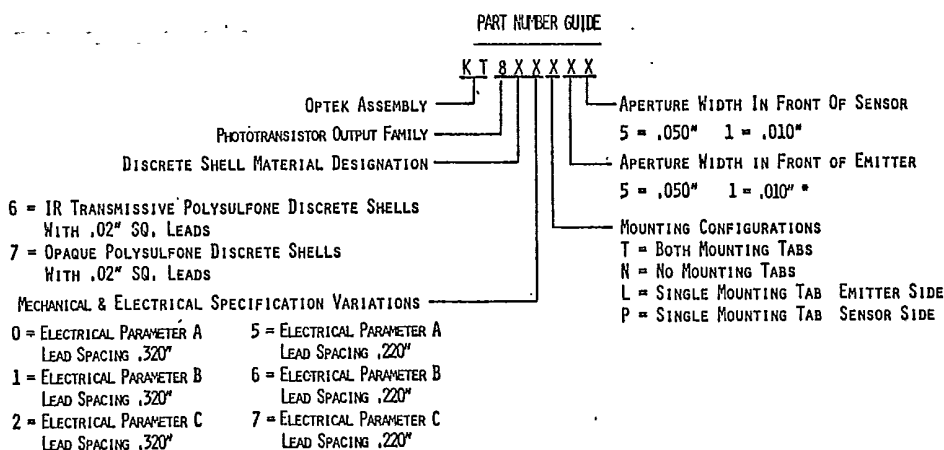 PART NUMBER GUIDE
K T 8 X X X X X
OPTEK ASSEMBLY
PHOTOTRANSISTOR OUTPUT FAMILY
DISCRETE SHELL MATERIAL DESIGNATION
6 = IR TRANSMISSIVE POLYSULFONE DISCRETE SHELLS
WITH .02" SQ. LEADS
7 = OPAQUE POLYSULFONE DISCRETE SHELLS
WITH .02" SQ. LEADS
MECHANICAL & ELECTRICAL SPECIFICATION VARIATIONS
0 = ELECTRICAL PARAMETER A
LEAD SPACING .320"
1 = ELECTRICAL PARAMETER B
LEAD SPACING .320"
2 = ELECTRICAL PARAMETER C
LEAD SPACING .320"
5 = ELECTRICAL PARAMETER A
LEAD SPACING .220"
6 = ELECTRICAL PARAMETER B
LEAD SPACING .220"
7 = ELECTRICAL PARAMETER C
LEAD SPACING .220"
APERTURE WIDTH IN FRONT OF SENSOR
5 = .050" 1 = .010"
APERTURE WIDTH IN FRONT OF EMITTER
5 = .050" 1 = .010" *
MOUNTING CONFIGURATIONS
T = BOTH MOUNTING TABS
N = NO MOUNTING TABS
L = SINGLE MOUNTING TAB EMITTER SIDE
P = SINGLE MOUNTING TAB SENSOR SIDE